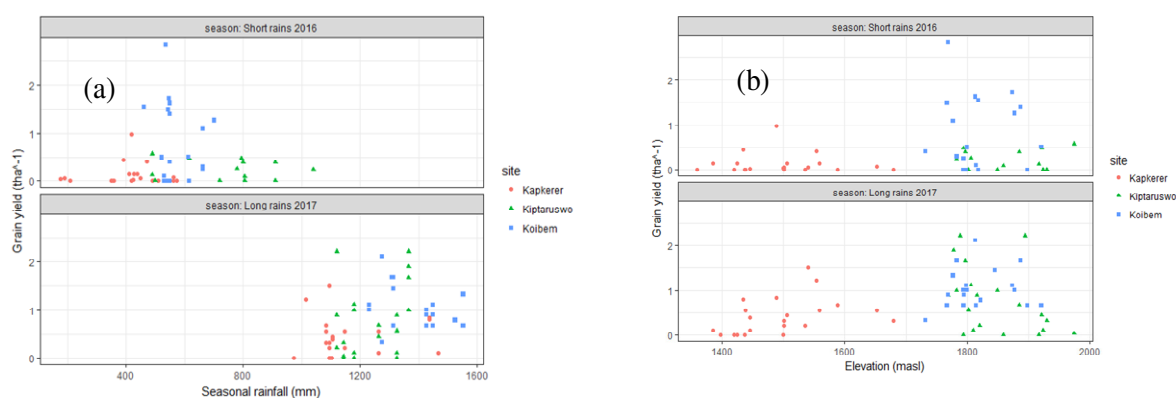 season: Short rains 2016
(a)
2
1
0
season: Long rains 2017
2
1
0
Grain yield (tha^-1)
400
800
1200
1600
Seasonal rainfall (mm)
site
Kapkerer
Kiptaruswo
Koibem
season: Short rains 2016
(b)
2
1
0
season: Long rains 2017
3
2
1
0
Grain yield (tha^-1)
1400
1600
1800
2000
Elevation (masl)
site
Kapkerer
Kiptaruswo
Koibem